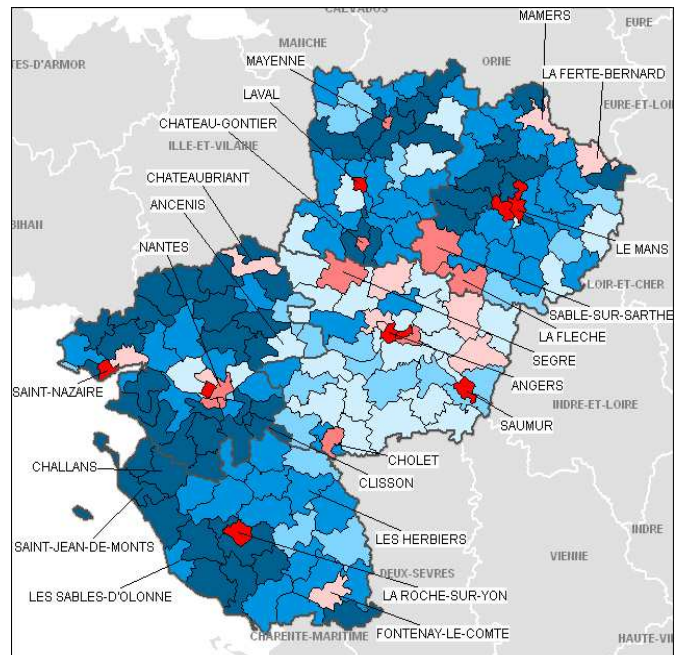 CALVADOS
MAMERS
EURE
MANCHE
TES-D'ARMOR
MAYENNE
ORNE
LA FERTE-BERNARD
LAVAL
EURE-ET-LOI
CHATEAU-GONTIER
ILLE-ET-VILAINE
CHATEAUBRIANT
ANCENIS
BIHAN
NANTES
LE MANS
LOIR-ET-CHER
SABLE-SUR-SARTHE
LA FLECHE
SEGRE
ANGERS
SAINT-NAZAIRE
INDRE-ET-LOIRE
SAUMUR
CHOLET
CHALLANS
CLISSON
LES HERBIERS
SAINT-JEAN-DE-MONTS
INDRE
VIENNE
DEUX-SEVRES
LES SABLES-D'OLONNE
LA ROCHE-SUR-YON
FONTENAY-LE-COMTE
CHARENTE-MARITIME
HAUTE-VI